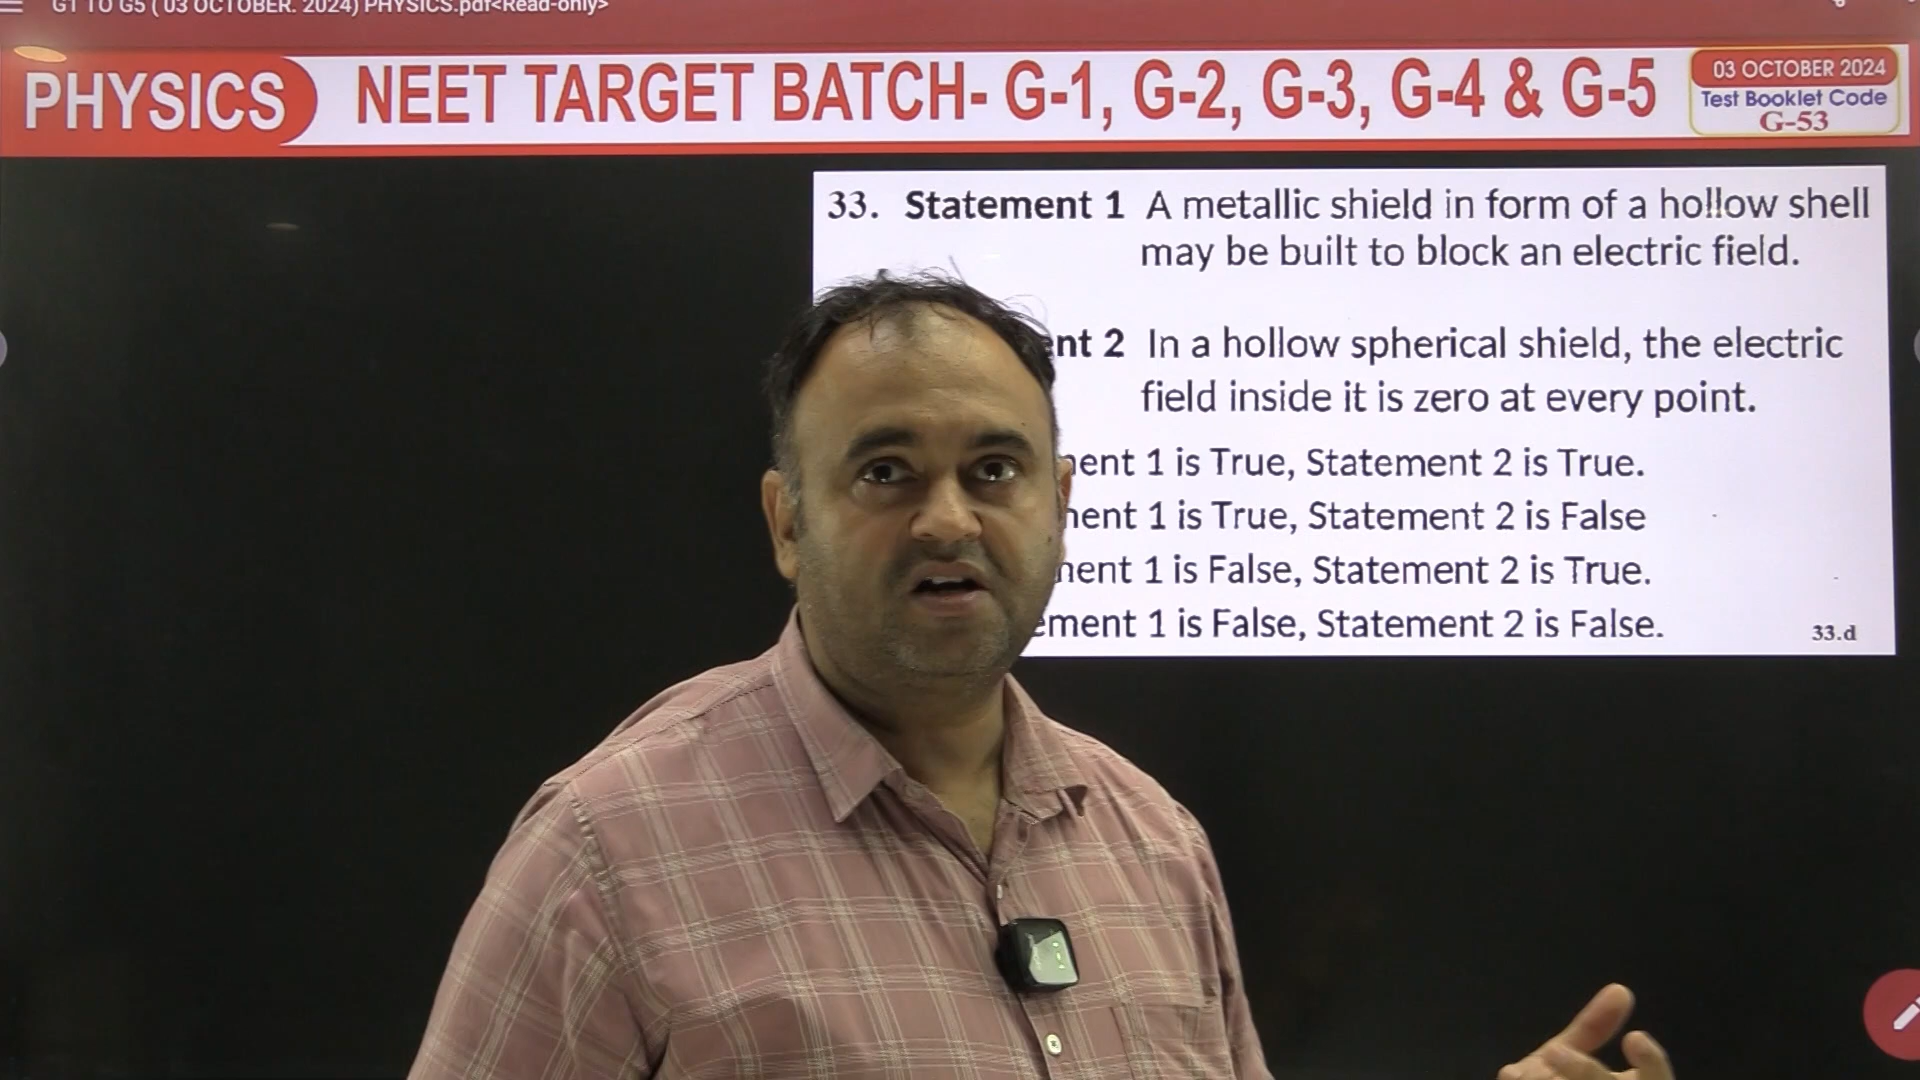 G1 TO G5 ( 03 OCTOBER. 2024) PHYSICS.pdf<Read-only>
PHYSICS
NEET TARGET BATCH- G-1, G-2, G-3, G-4 & G-5
03 OCTOBER 2024
Test Booklet Code
G-53
33. Statement 1 A metallic shield in form of a hollow shell
may be built to block an electric field.
nt 2 In a hollow spherical shield, the electric
field inside it is zero at every point.
ent 1 is True, Statement 2 is True.
ent 1 is True, Statement 2 is False
ent 1 is False, Statement 2 is True.
ement 1 is False, Statement 2 is False.
33.d